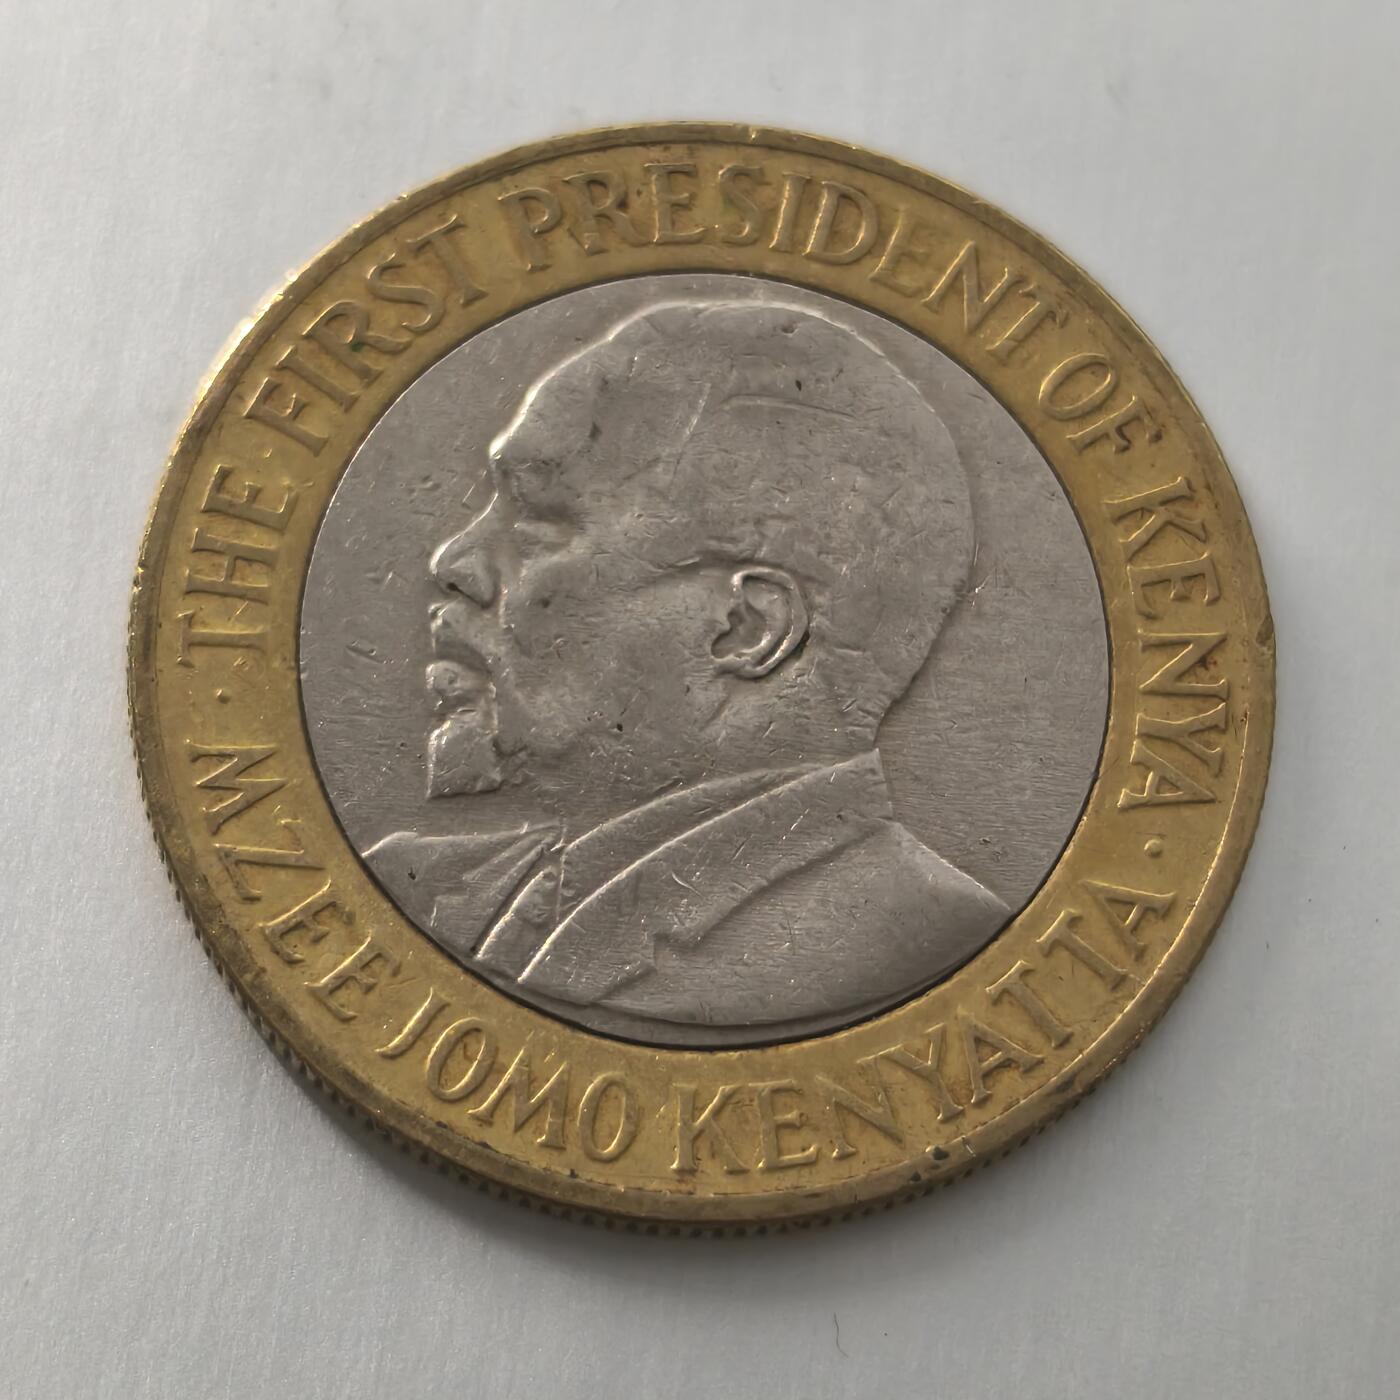 · THE FIRST PRESIDENT OF KENYA ·
MZEE JOMO KENYATTA